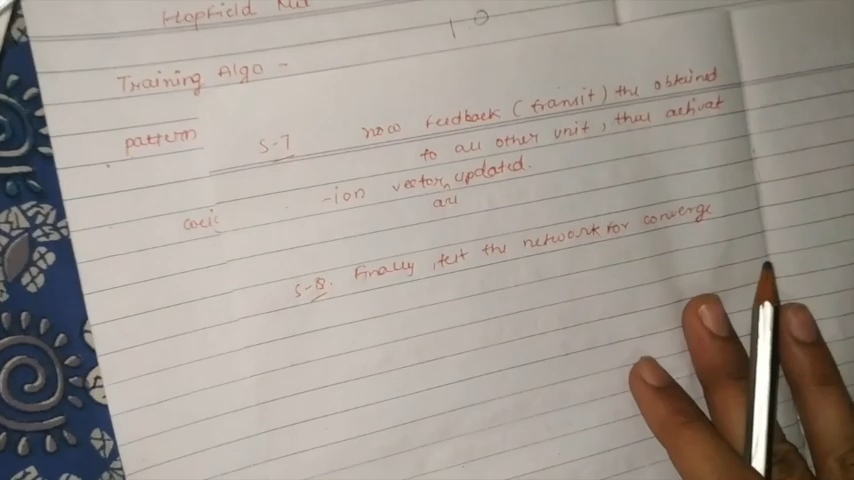 Hopfield Net
1.0
Training Algo -
pattern
S-7 now feedback (transit) the obtained
to all other unit, thus activat
-ion vector, updated.
are
S-8. Finally, test the network for converge